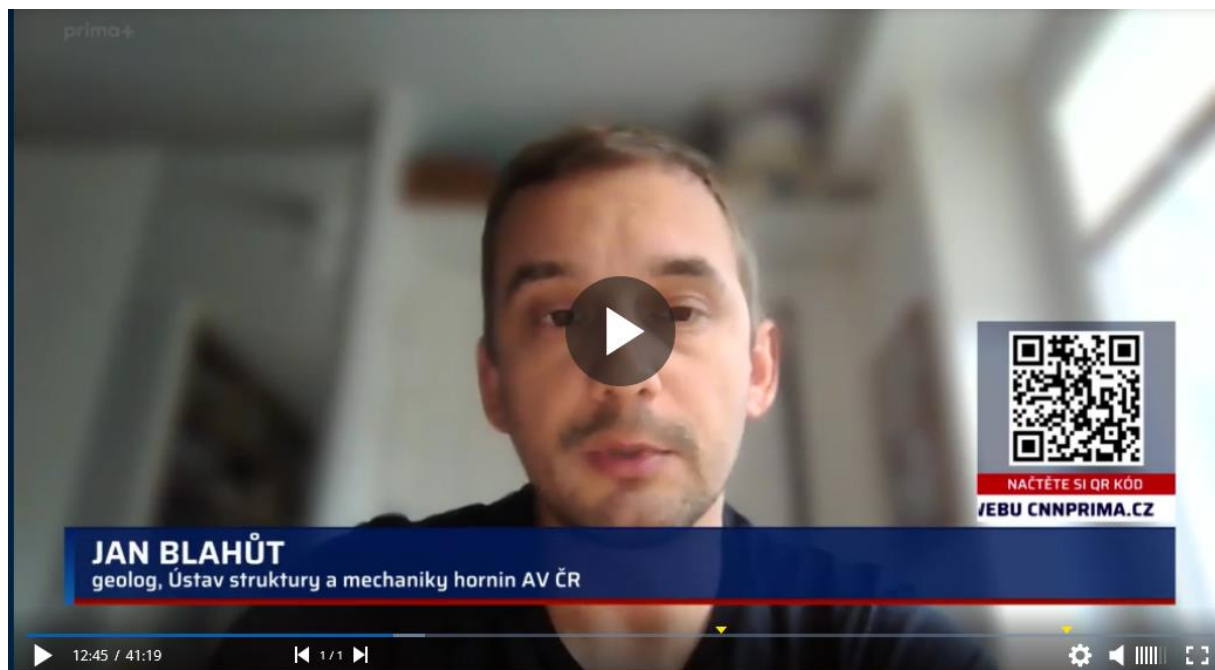 prima+
NAČTĚTE SI QR KÓD
VEBU CNNPRIMA.CZ
JAN BLAHŮT
geolog, Ústav struktury a mechaniky hornin AV ČR
12:45 / 41:19
1/1